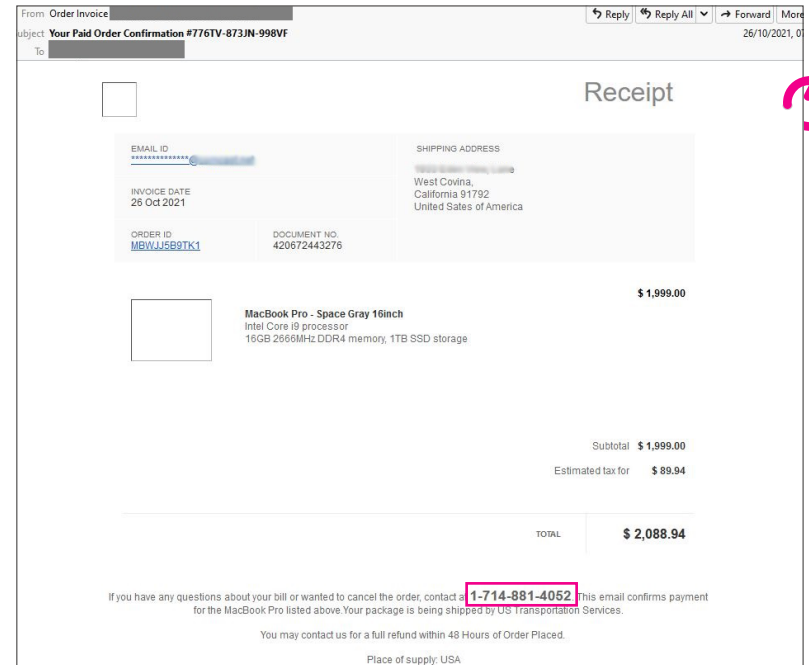 From Order Invoice
Reply Reply All Forward More
ubject Your Paid Order Confirmation #776TV-873JN-998VF
26/10/2021, 0
To
Receipt
EMAIL ID
**************@
INVOICE DATE
26 Oct 2021
ORDER ID
MBWJJ5B9TK1
DOCUMENT NO.
420672443276
SHIPPING ADDRESS
West Covina,
California 91792
United Sates of America
$ 1,999.00
MacBook Pro - Space Gray 16inch
Intel Core i9 processor
16GB 2666MHz DDR4 memory, 1TB SSD storage
Subtotal $ 1,999.00
Estimated tax for $ 89.94
TOTAL $ 2,088.94
If you have any questions about your bill or wanted to cancel the order, contact a 1-714-881-4052 This email confirms payment
for the MacBook Pro listed above.Your package is being shipped by US Transportation Services.
You may contact us for a full refund within 48 Hours of Order Placed.
Place of supply: USA